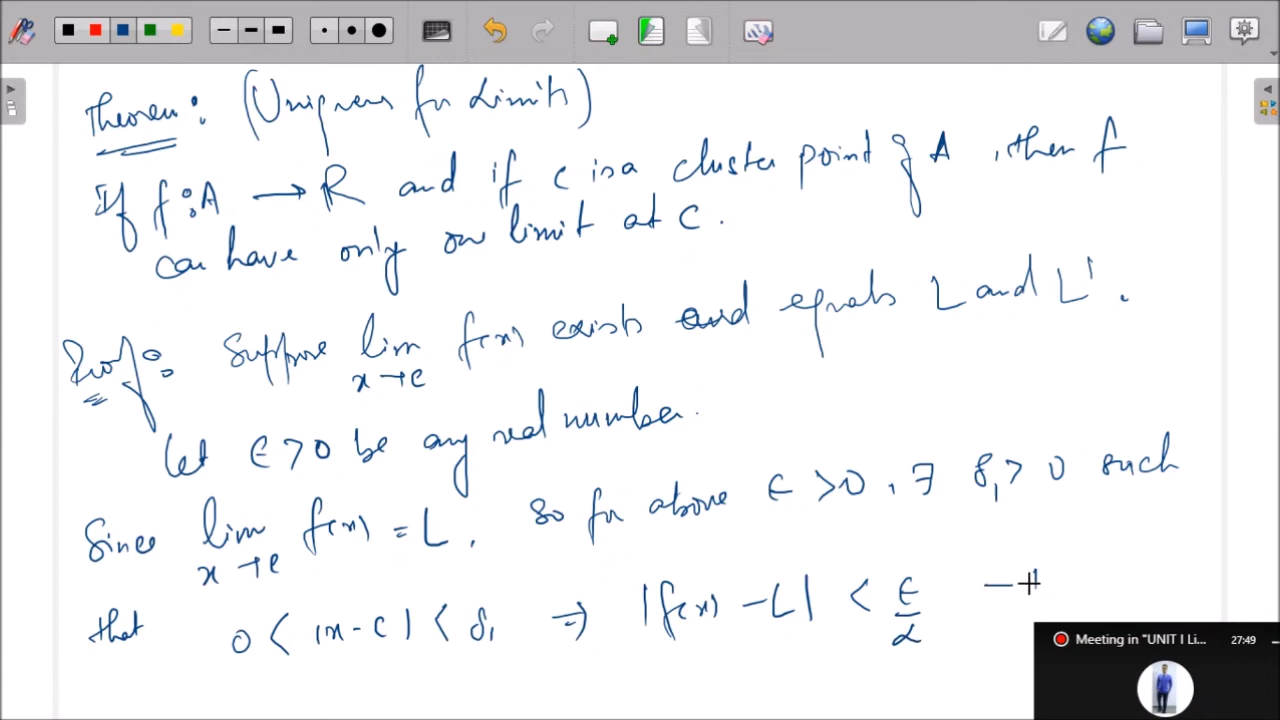 Theorem: (Uniqueness for Limits)
If f: A → R and if c is a cluster point of A, then f
can have only one limit at c.
Proof: Suppose lim f(x) exists and equals L and L'.
x→c
Let ε > 0 be any real number.
Since lim f(x) = L, so for above ε > 0, ∃ δ₁ > 0 such
x→c
that 0 < |x - c| < δ₁ ⇒ |f(x) - L| < ε/2 —
Meeting in "UNIT I Li... 27:49